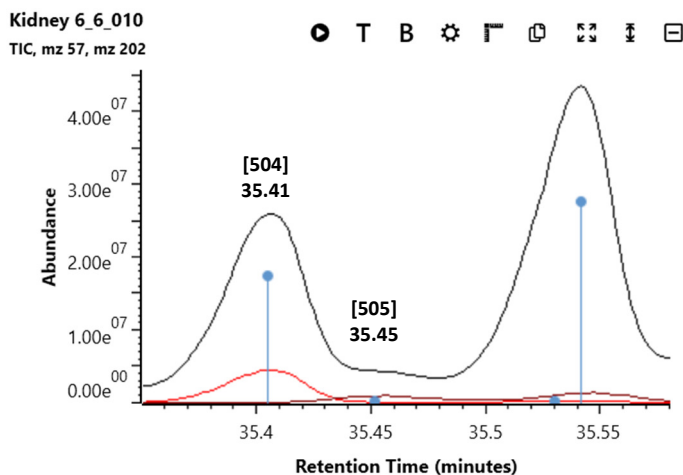 Kidney 6_6_010
TIC, mz 57, mz 202
T B
4.00e07
3.00e07
2.00e07
1.00e07
0.00e00
Abundance
[504]
35.41
[505]
35.45
35.4 35.45 35.5 35.55
Retention Time (minutes)